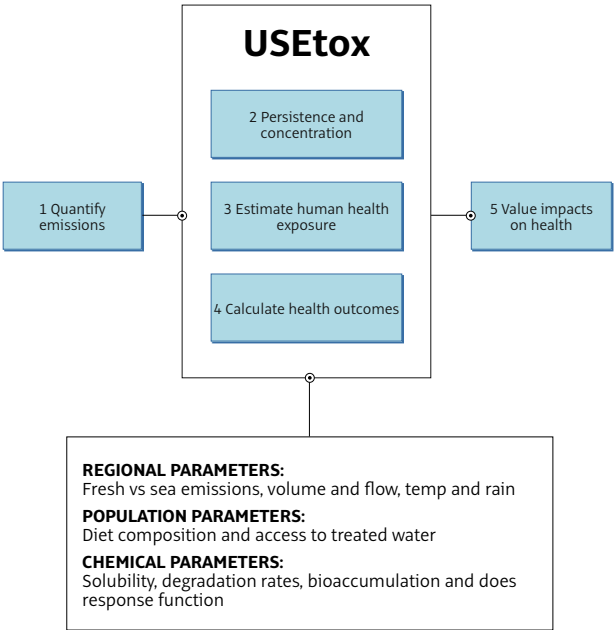 USEtox
2 Persistence and
concentration
1 Quantify
emissions
3 Estimate human health
exposure
5 Value impacts
on health
4 Calculate health outcomes
REGIONAL PARAMETERS:
Fresh vs sea emissions, volume and flow, temp and rain
POPULATION PARAMETERS:
Diet composition and access to treated water
CHEMICAL PARAMETERS:
Solubility, degradation rates, bioaccumulation and does
response function